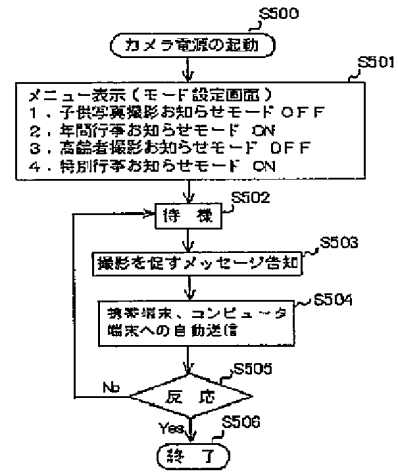 S500
カメラ電源の起動
S501
メニュー表示(モード設定画面)
1.子供写真撮影お知らせモード OFF
2.年間行事お知らせモード ON
3.高齢者撮影お知らせモード OFF
4.特別行事お知らせモード ON
S502
待 機
S503
撮影を促すメッセージ告知
S504
携帯端末、コンピュータ
端末への自動送信
S505
No
反 応
Yes
S506
終 了